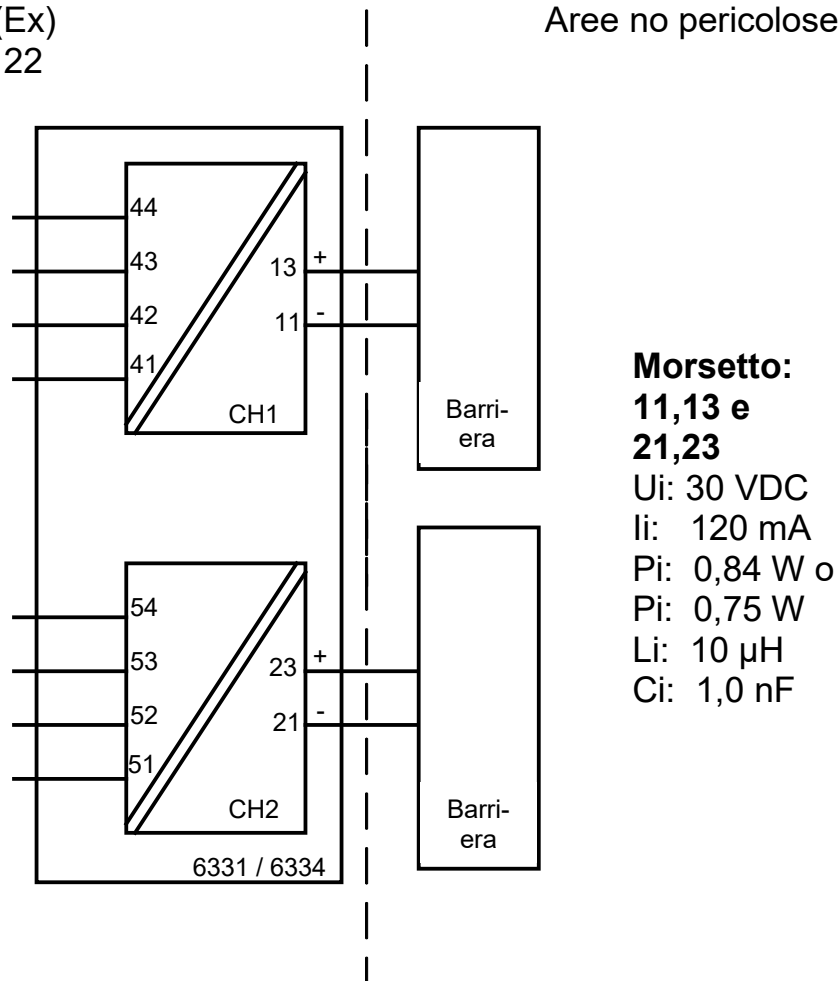 (Ex)
22
Aree no pericolose
44
43
42
41
13 +
11 -
CH1
Barri-
era
54
53
52
51
23 +
21 -
CH2
Barri-
era
6331 / 6334
Morsetto:
11,13 e
21,23
Ui: 30 VDC
Ii: 120 mA
Pi: 0,84 W o
Pi: 0,75 W
Li: 10 µH
Ci: 1,0 nF